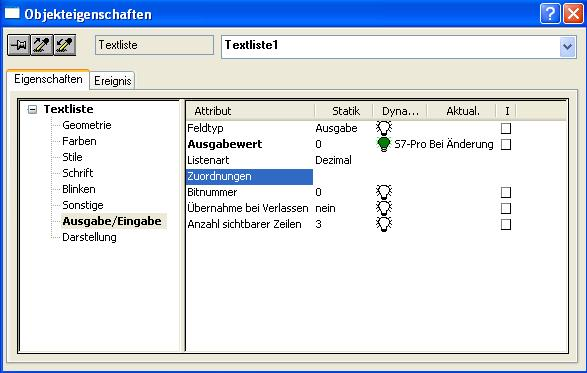 Objekteigenschaften
Textliste Textliste1
Eigenschaften Ereignis
Textliste
Geometrie
Farben
Stile
Schrift
Blinken
Sonstige
Ausgabe/Eingabe
Darstellung
Attribut Statik Dyna... Aktual. I
Feldtyp Ausgabe
Ausgabewert 0 S7-Pro Bei Änderung
Listenart Dezimal
Zuordnungen
Bitnummer 0
Übernahme bei Verlassen nein
Anzahl sichtbarer Zeilen 3